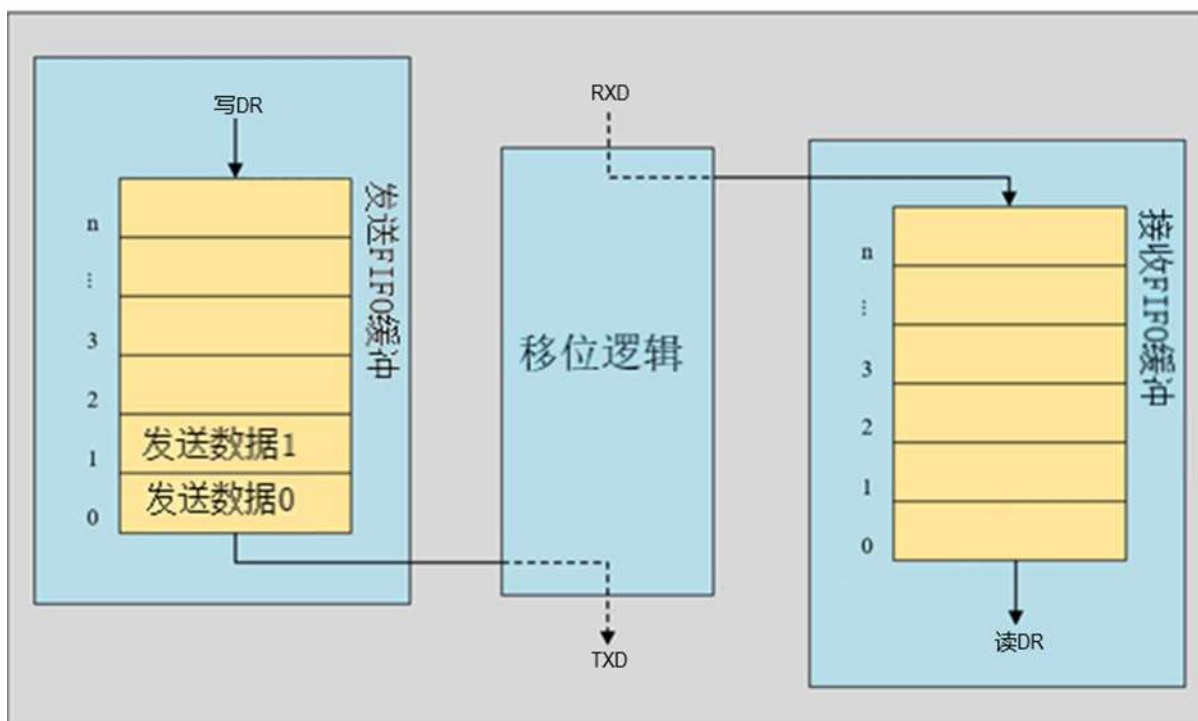 写DR
n
...
3
2
1
0
发送数据1
发送数据0
发送FIFO缓冲
RXD
移位逻辑
TXD
n
...
3
2
1
0
接收FIFO缓冲
读DR